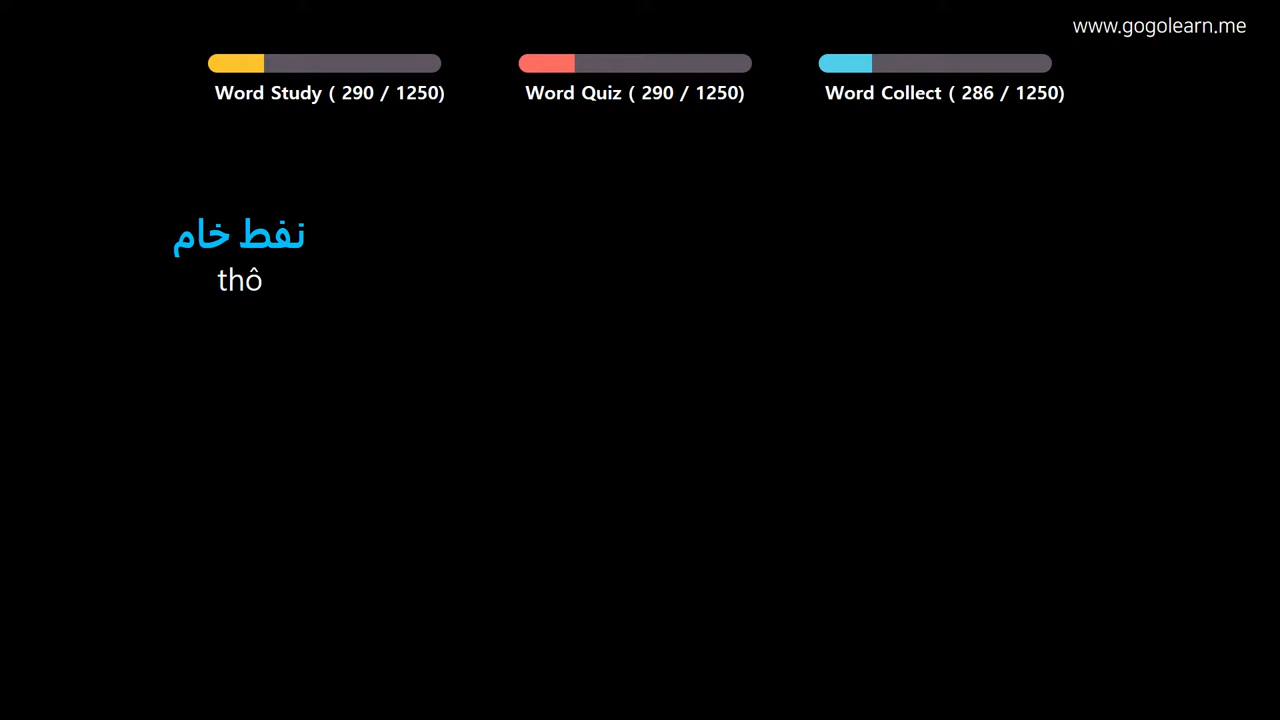 www.gogolearn.me
Word Study ( 290 / 1250)
Word Quiz ( 290 / 1250)
Word Collect ( 286 / 1250)
نفط خام
thô